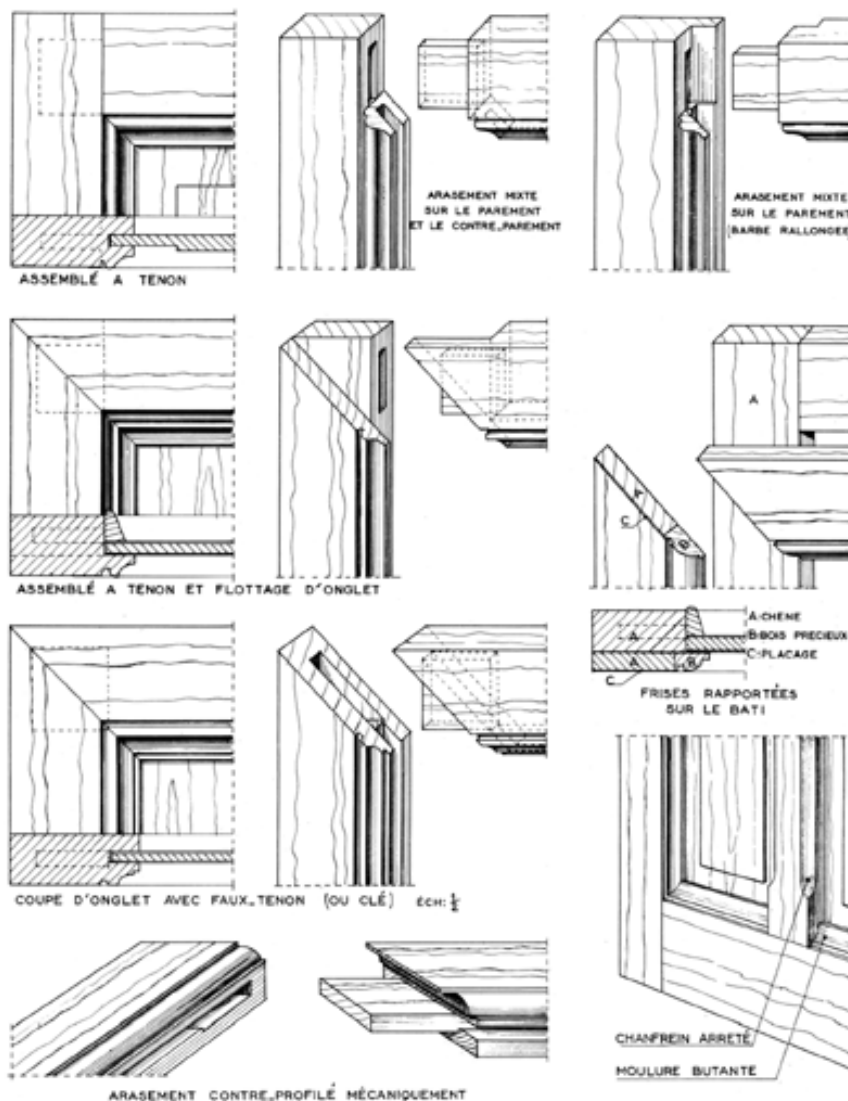 ASSEMBLÉ A TENON
ARASEMENT MIXTE
SUR LE PAREMENT
ET LE CONTRE_PAREMENT
ARASEMENT MIXTE
SUR LE PAREMENT
(BARBE RALLONGEE)
ASSEMBLÉ A TENON ET FLOTTAGE D'ONGLET
A
A
C
B
A
A
B
C
A:CHENE
B:BOIS PRECIEUX
C:PLACAGE
FRISES RAPPORTÉES
SUR LE BATI
COUPE D'ONGLET AVEC FAUX_TENON (OU CLÉ) ÉCH: ½
CHANFREIN ARRETÉ
MOULURE BUTANTE
ARASEMENT CONTRE_PROFILÉ MÉCANIQUEMENT